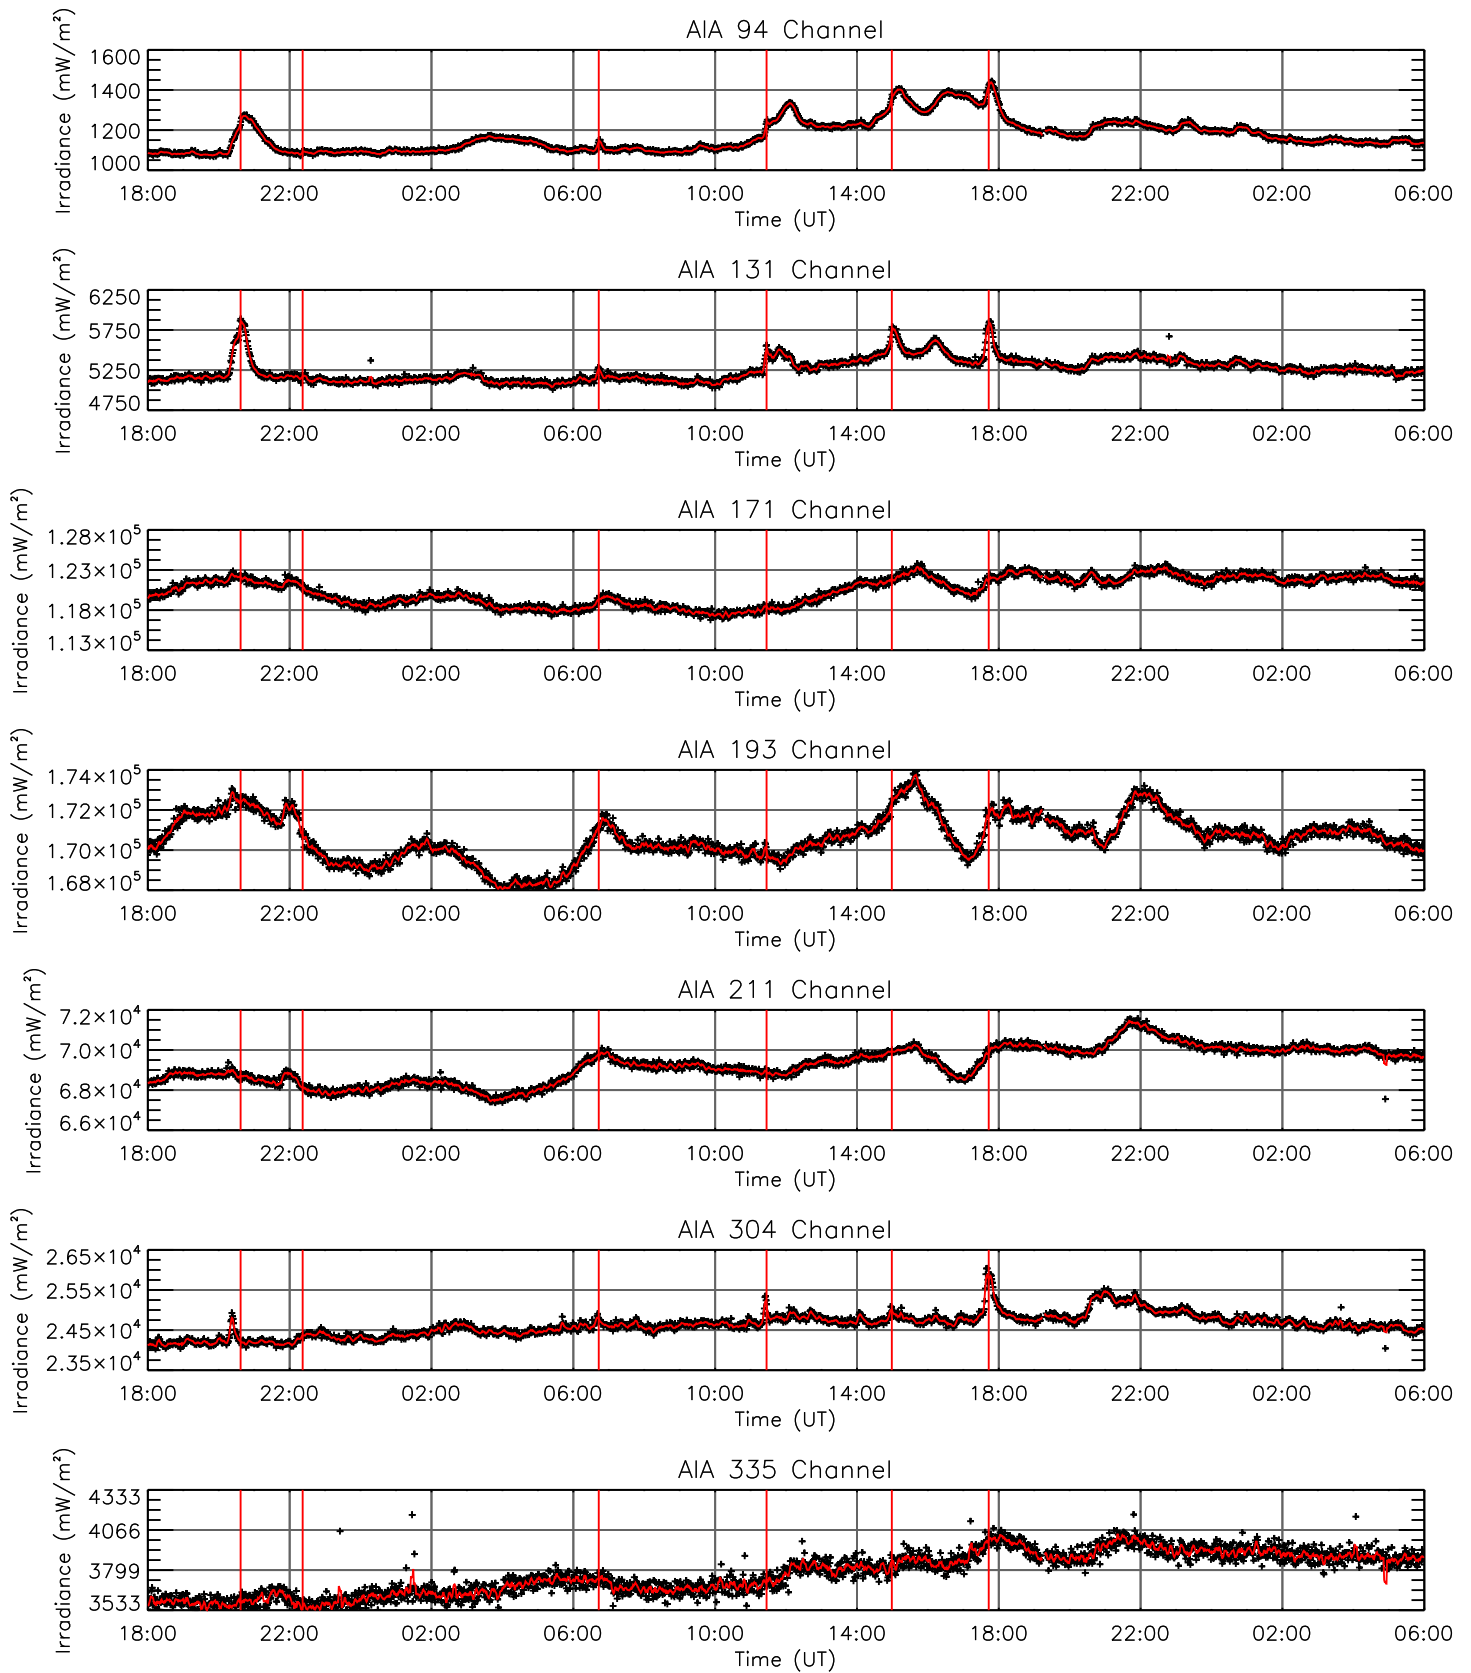 AIA 94 Channel
Irradiance (mW/m²)
1600
1400
1200
1000
18:00 22:00 02:00 06:00 10:00 14:00 18:00 22:00 02:00 06:00
Time (UT)
AIA 131 Channel
Irradiance (mW/m²)
6250
5750
5250
4750
18:00 22:00 02:00 06:00 10:00 14:00 18:00 22:00 02:00 06:00
Time (UT)
AIA 171 Channel
Irradiance (mW/m²)
1.28×10⁵
1.23×10⁵
1.18×10⁵
1.13×10⁵
18:00 22:00 02:00 06:00 10:00 14:00 18:00 22:00 02:00 06:00
Time (UT)
AIA 193 Channel
Irradiance (mW/m²)
1.74×10⁵
1.72×10⁵
1.70×10⁵
1.68×10⁵
18:00 22:00 02:00 06:00 10:00 14:00 18:00 22:00 02:00 06:00
Time (UT)
AIA 211 Channel
Irradiance (mW/m²)
7.2×10⁴
7.0×10⁴
6.8×10⁴
6.6×10⁴
18:00 22:00 02:00 06:00 10:00 14:00 18:00 22:00 02:00 06:00
Time (UT)
AIA 304 Channel
Irradiance (mW/m²)
2.65×10⁴
2.55×10⁴
2.45×10⁴
2.35×10⁴
18:00 22:00 02:00 06:00 10:00 14:00 18:00 22:00 02:00 06:00
Time (UT)
AIA 335 Channel
Irradiance (mW/m²)
4333
4066
3799
3533
18:00 22:00 02:00 06:00 10:00 14:00 18:00 22:00 02:00 06:00
Time (UT)